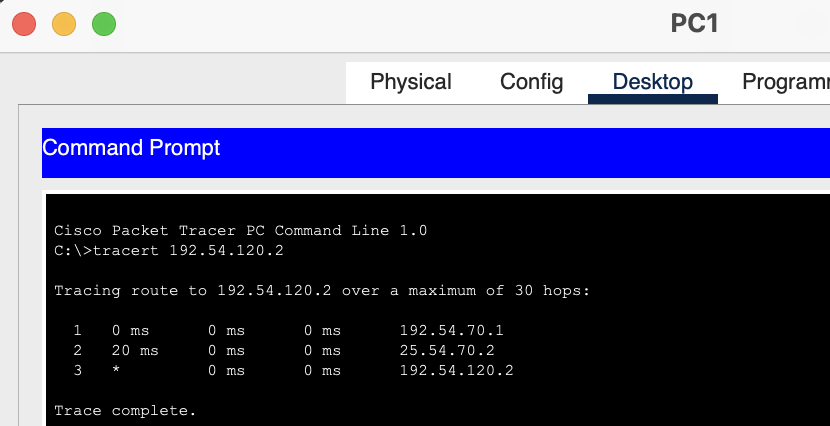 PC1
Physical Config Desktop Programm
Command Prompt
Cisco Packet Tracer PC Command Line 1.0
C:\>tracert 192.54.120.2
Tracing route to 192.54.120.2 over a maximum of 30 hops:
1 0 ms 0 ms 0 ms 192.54.70.1
2 20 ms 0 ms 0 ms 25.54.70.2
3 * 0 ms 0 ms 192.54.120.2
Trace complete.